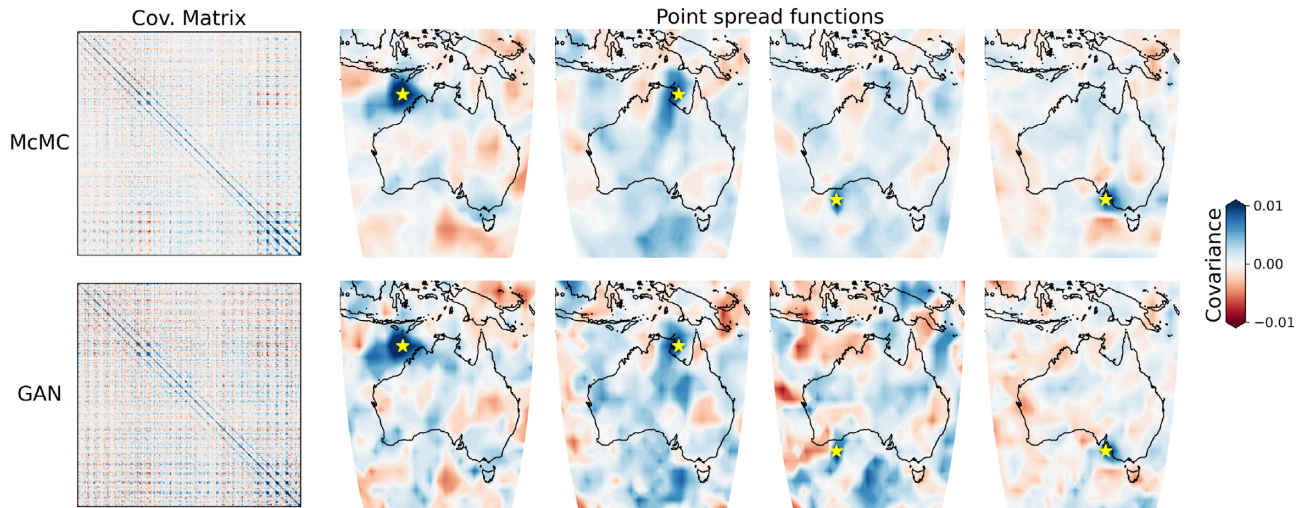 Cov. Matrix
Point spread functions
McMC
GAN
Covariance
0.01
0.00
−0.01